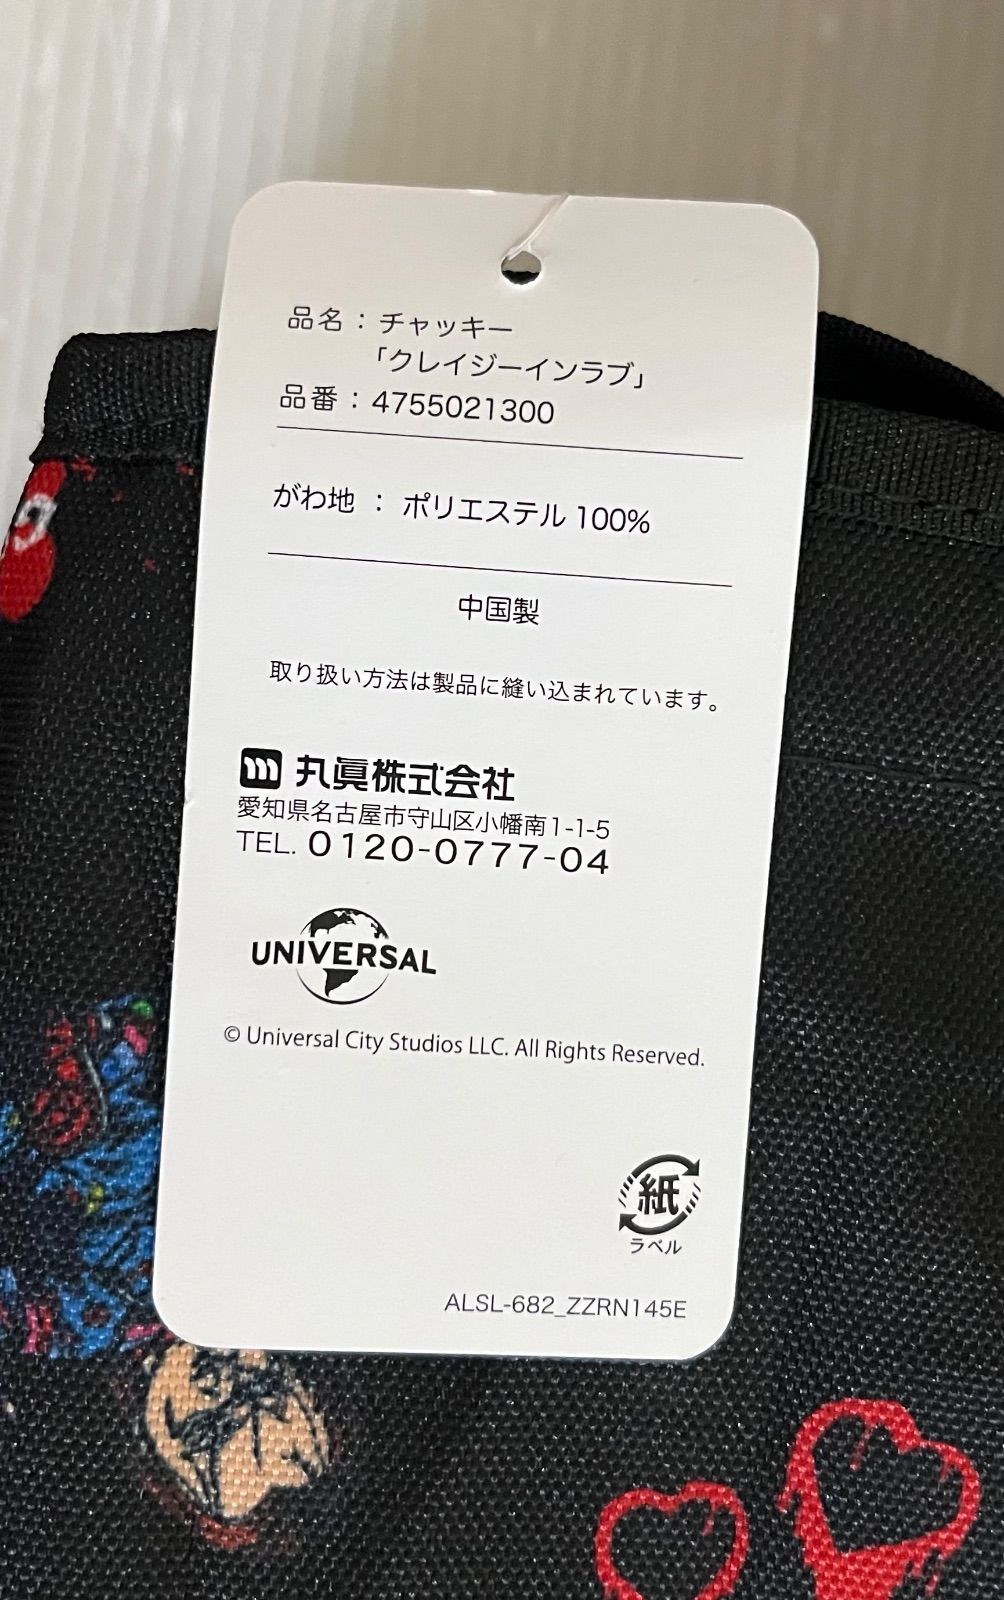 品名：チャッキー
「クレイジーインラブ」
品番：4755021300
がわ地 ： ポリエステル 100%
中国製
取り扱い方法は製品に縫い込まれています。
丸眞株式会社
愛知県名古屋市守山区小幡南1-1-5
TEL. 0120-0777-04
UNIVERSAL
© Universal City Studios LLC. All Rights Reserved.
紙
ラベル
ALSL-682_ZZRN145E